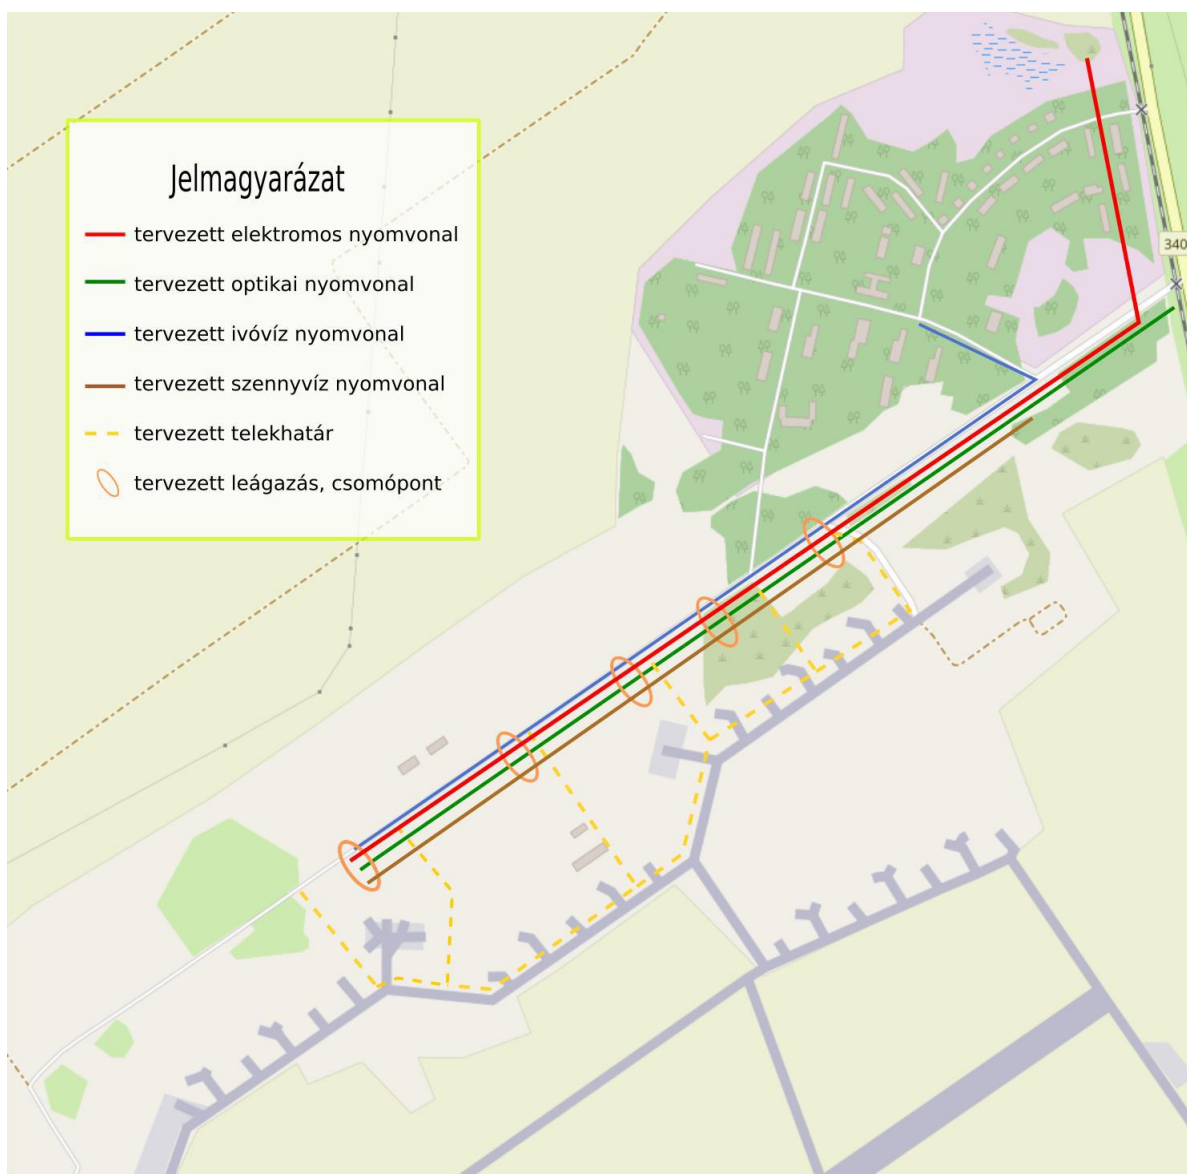 Jelmagyarázat
tervezett elektromos nyomvonal
tervezett optikai nyomvonal
tervezett ivóvíz nyomvonal
tervezett szennyvíz nyomvonal
tervezett telekhatár
tervezett leágazás, csomópont
340